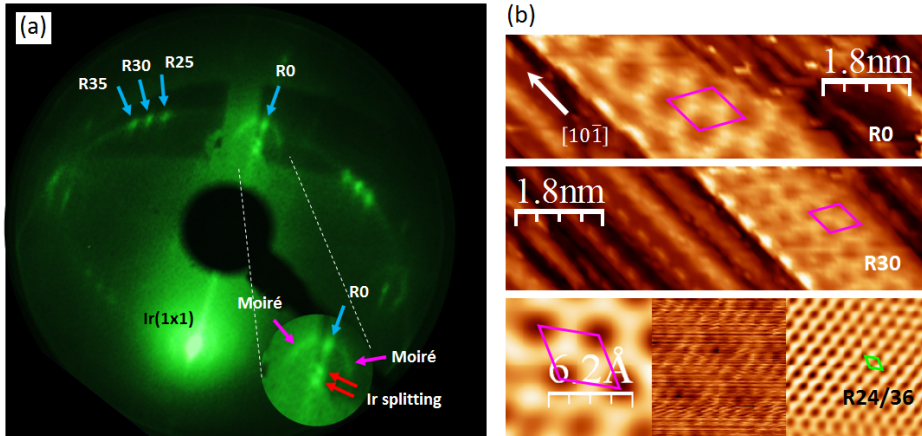 (a)
R35
R30
R25
R0
Ir(1x1)
Moiré
R0
Moiré
Ir splitting
(b)
1.8nm
[101̄]
R0
1.8nm
R30
6.2Å
R24/36